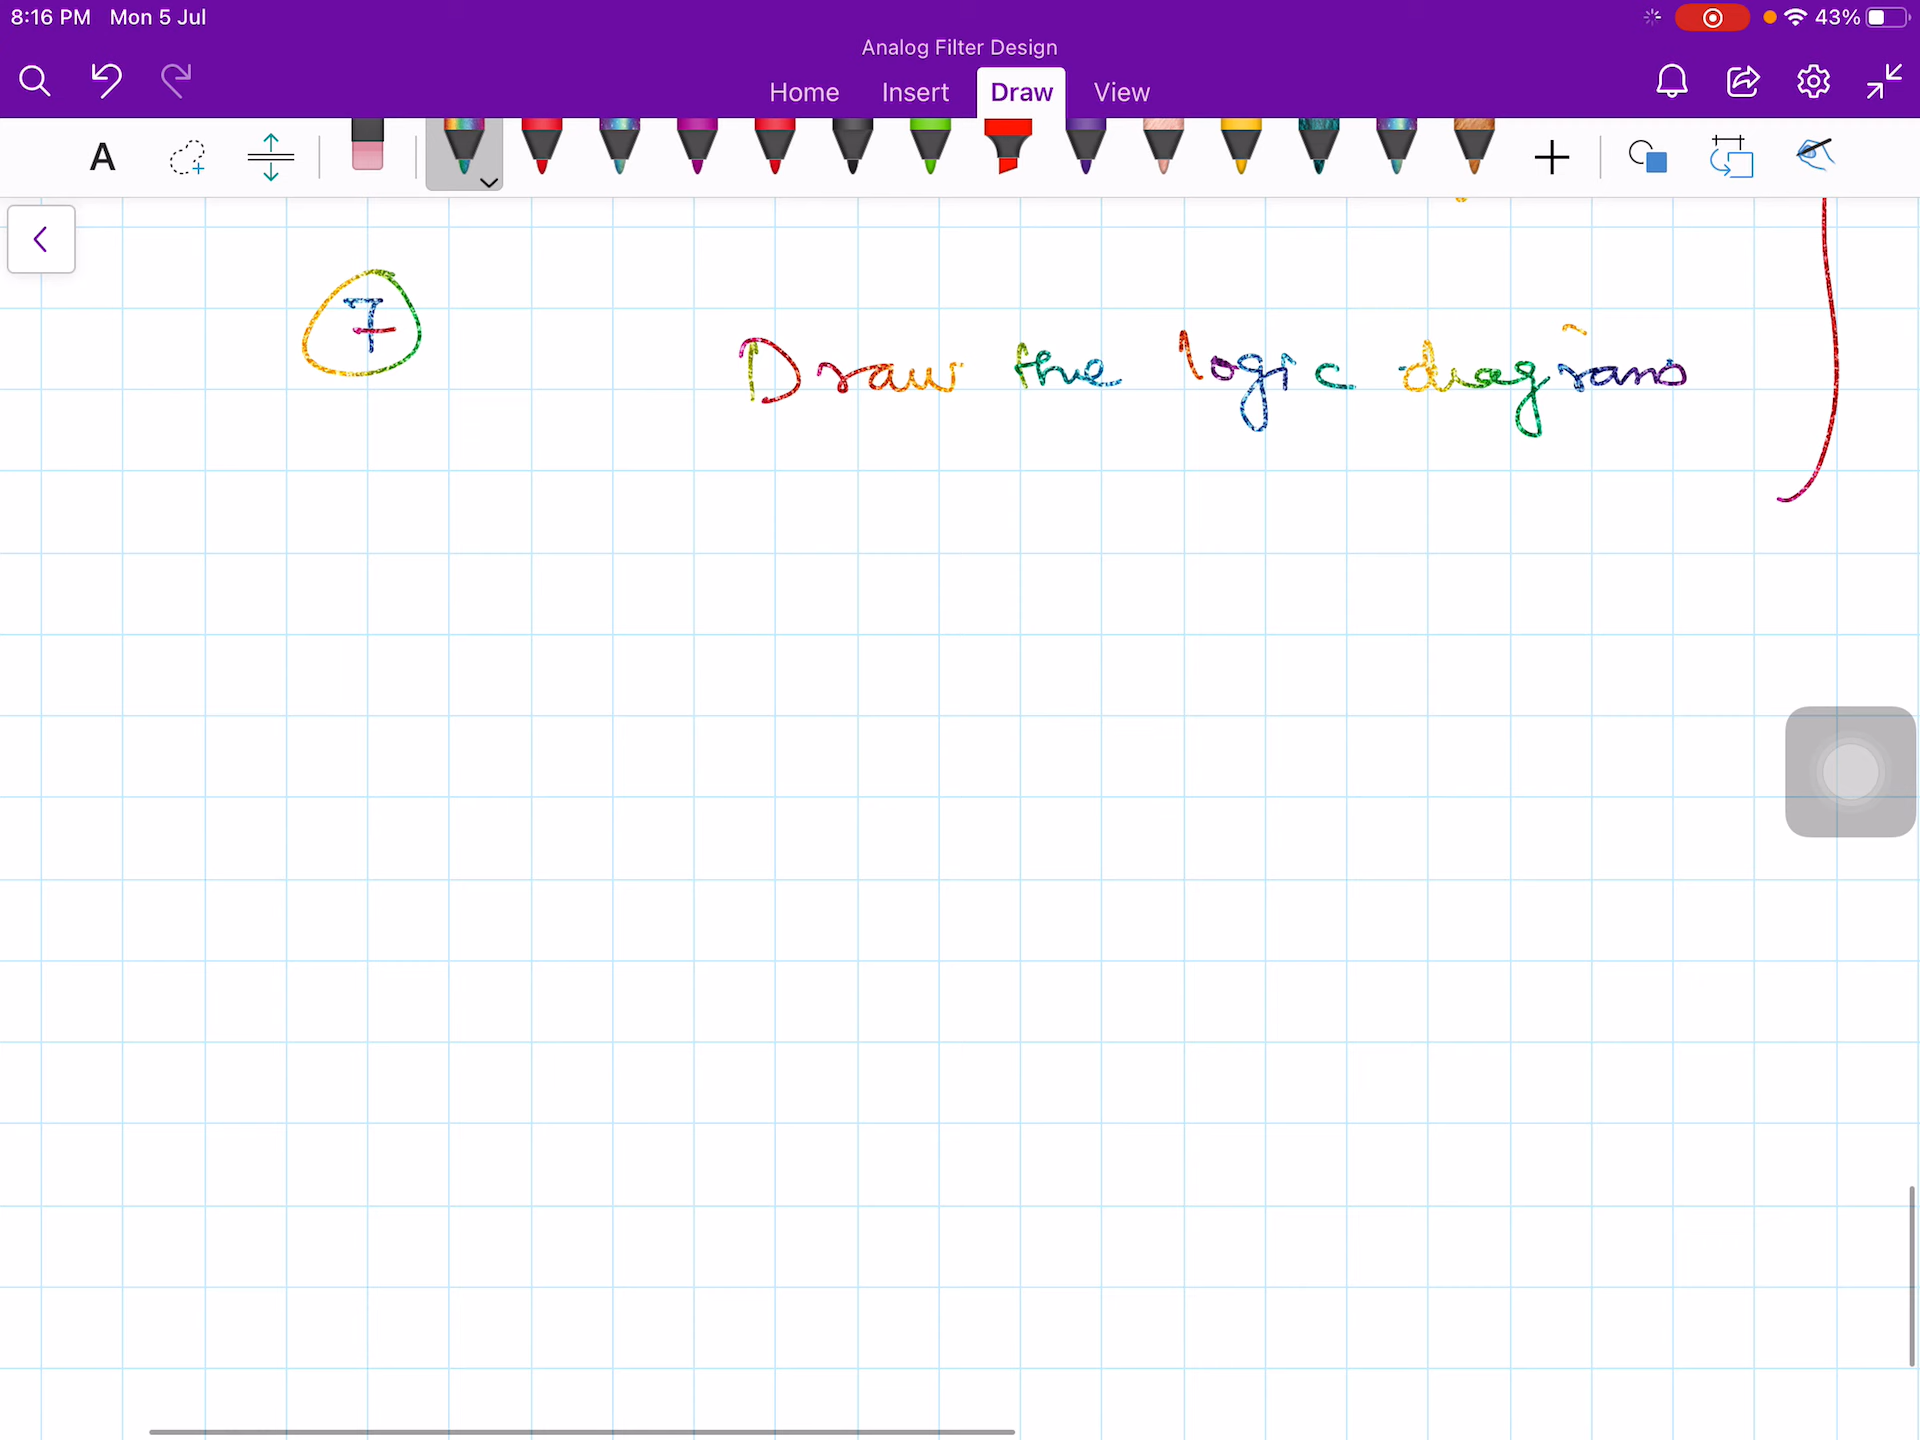 8:16 PM Mon 5 Jul
43%
Analog Filter Design
Home Insert Draw View
A
7
Draw the logic diagrams